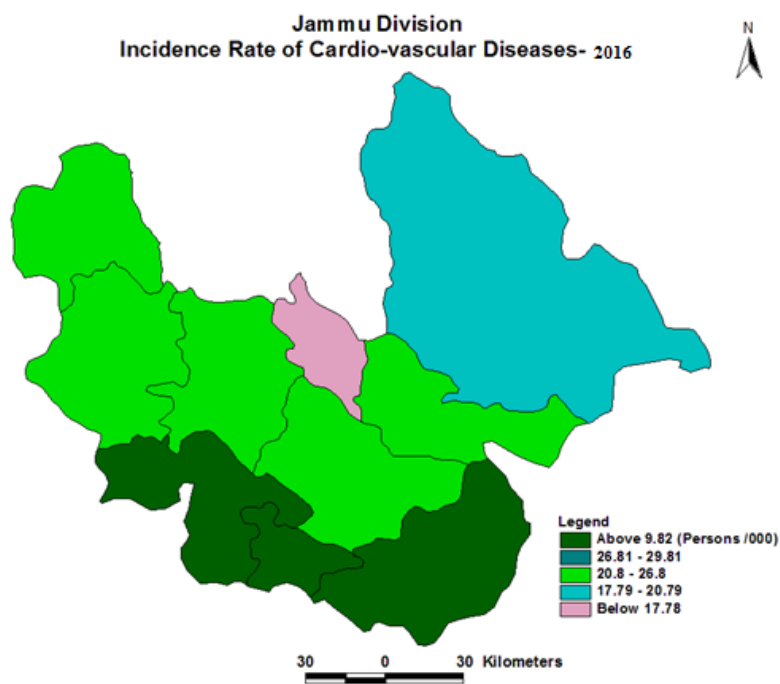 Jammu Division
Incidence Rate of Cardio-vascular Diseases- 2016
N
Legend
Above 9.82 (Persons /000)
26.81 - 29.81
20.8 - 26.8
17.79 - 20.79
Below 17.78
30 0 30 Kilometers